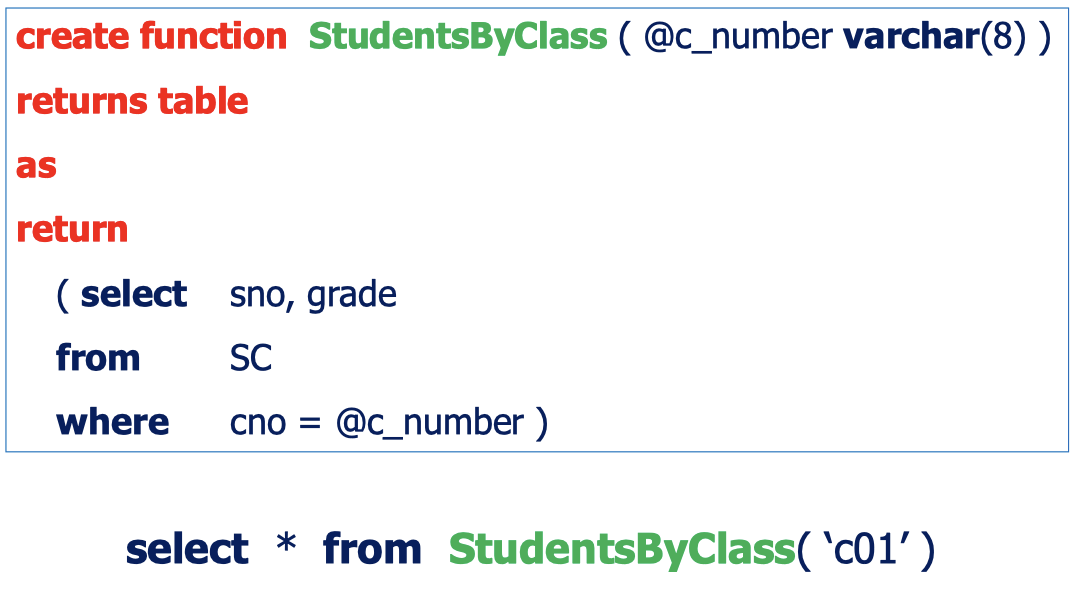 create function StudentsByClass ( @c_number varchar(8) )
returns table
as
return
( select sno, grade
from SC
where cno = @c_number )
select * from StudentsByClass( ‘c01’ )